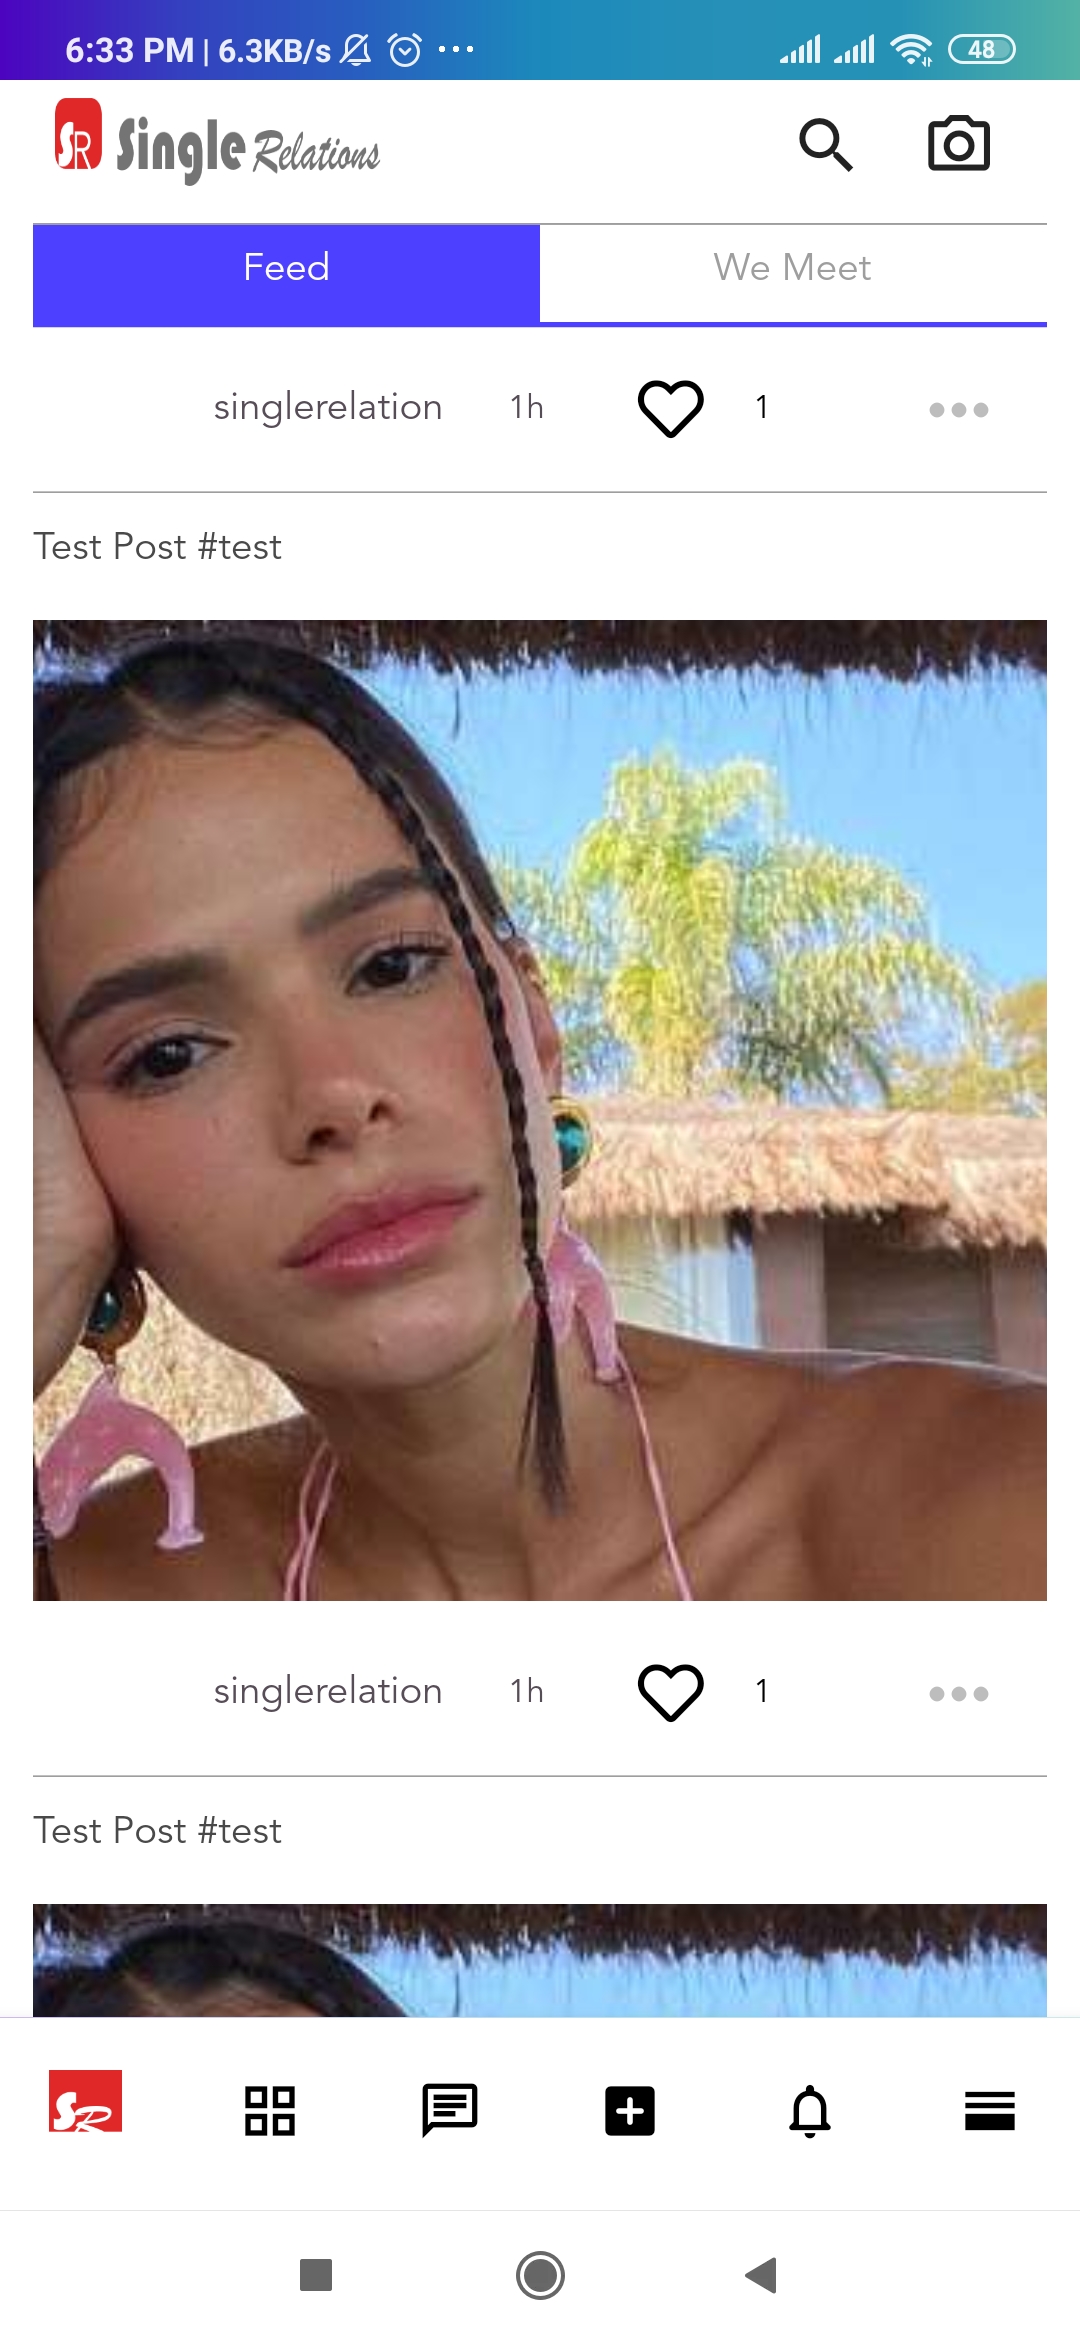 6:33 PM | 6.3KB/s 48
SR Single Relations
Feed We Meet
singlerelation 1h 1
Test Post #test
singlerelation 1h 1
Test Post #test
SR